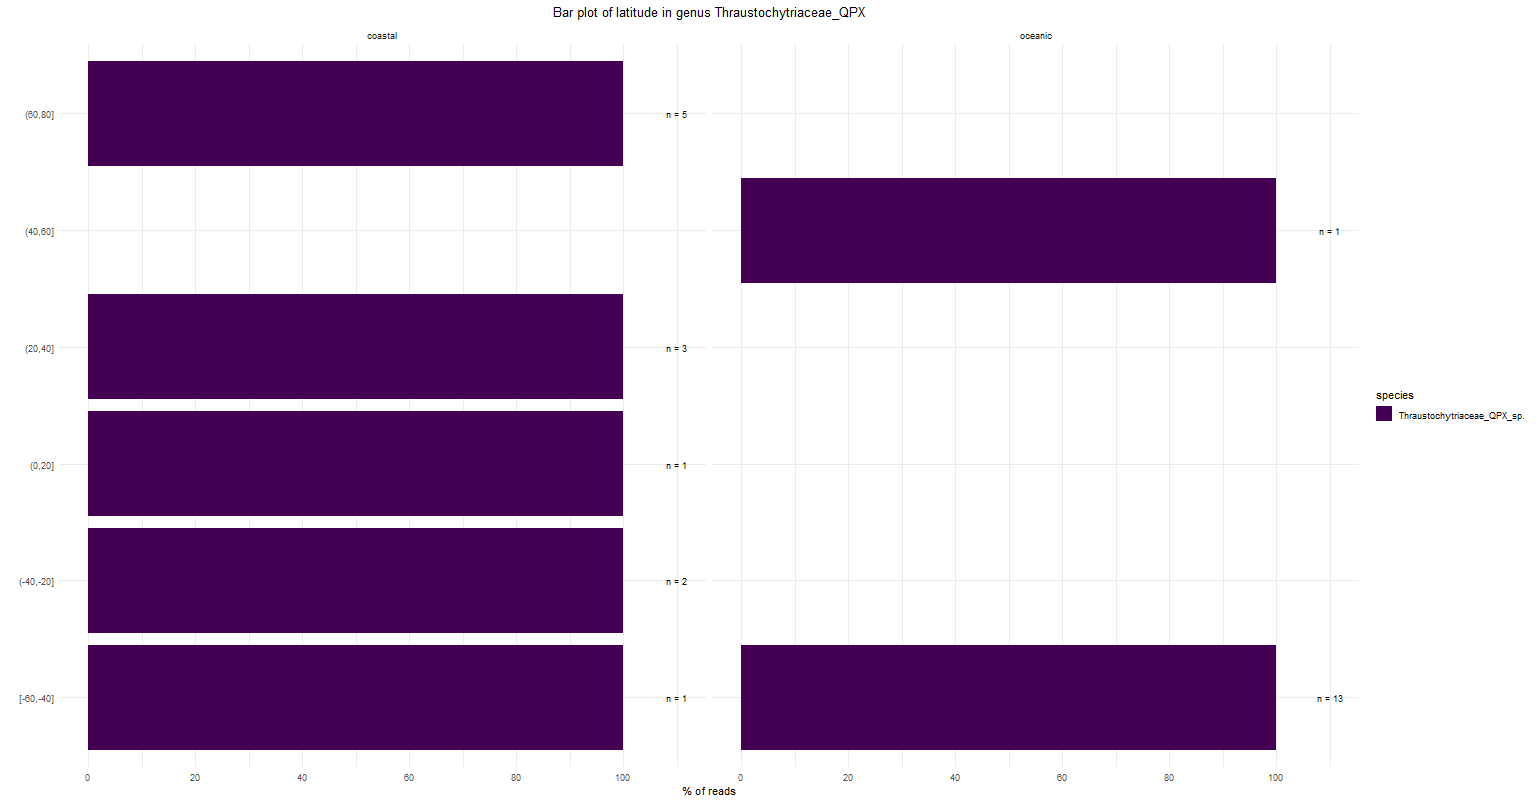 Bar plot of latitude in genus Thraustochytriaceae_QPX
coastal
oceanic
(60,80]
n = 5
(40,60]
n = 1
(20,40]
n = 3
(0,20]
n = 1
(-40,-20]
n = 2
[-60,-40]
n = 1
n = 13
species
Thraustochytriaceae_QPX_sp.
0 20 40 60 80 100
0 20 40 60 80 100
% of reads